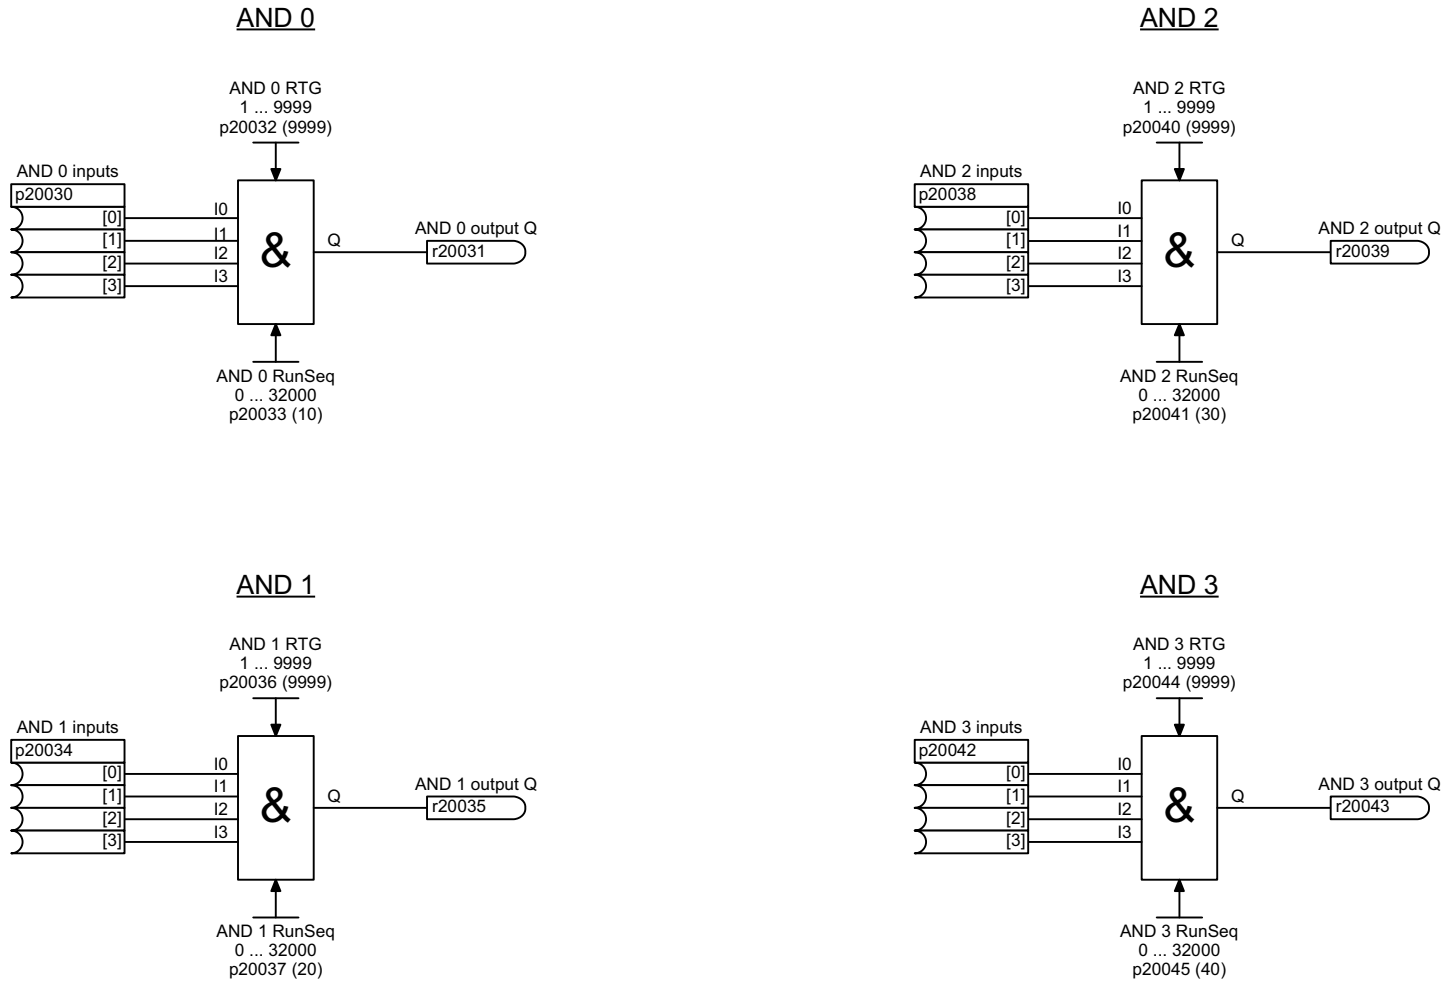 AND 0
AND 0 RTG
1 ... 9999
p20032 (9999)
AND 0 inputs
p20030
[0]
[1]
[2]
[3]
I0
I1
I2
I3
&
Q
AND 0 output Q
r20031
AND 0 RunSeq
0 ... 32000
p20033 (10)
AND 2
AND 2 RTG
1 ... 9999
p20040 (9999)
AND 2 inputs
p20038
[0]
[1]
[2]
[3]
I0
I1
I2
I3
&
Q
AND 2 output Q
r20039
AND 2 RunSeq
0 ... 32000
p20041 (30)
AND 1
AND 1 RTG
1 ... 9999
p20036 (9999)
AND 1 inputs
p20034
[0]
[1]
[2]
[3]
I0
I1
I2
I3
&
Q
AND 1 output Q
r20035
AND 1 RunSeq
0 ... 32000
p20037 (20)
AND 3
AND 3 RTG
1 ... 9999
p20044 (9999)
AND 3 inputs
p20042
[0]
[1]
[2]
[3]
I0
I1
I2
I3
&
Q
AND 3 output Q
r20043
AND 3 RunSeq
0 ... 32000
p20045 (40)